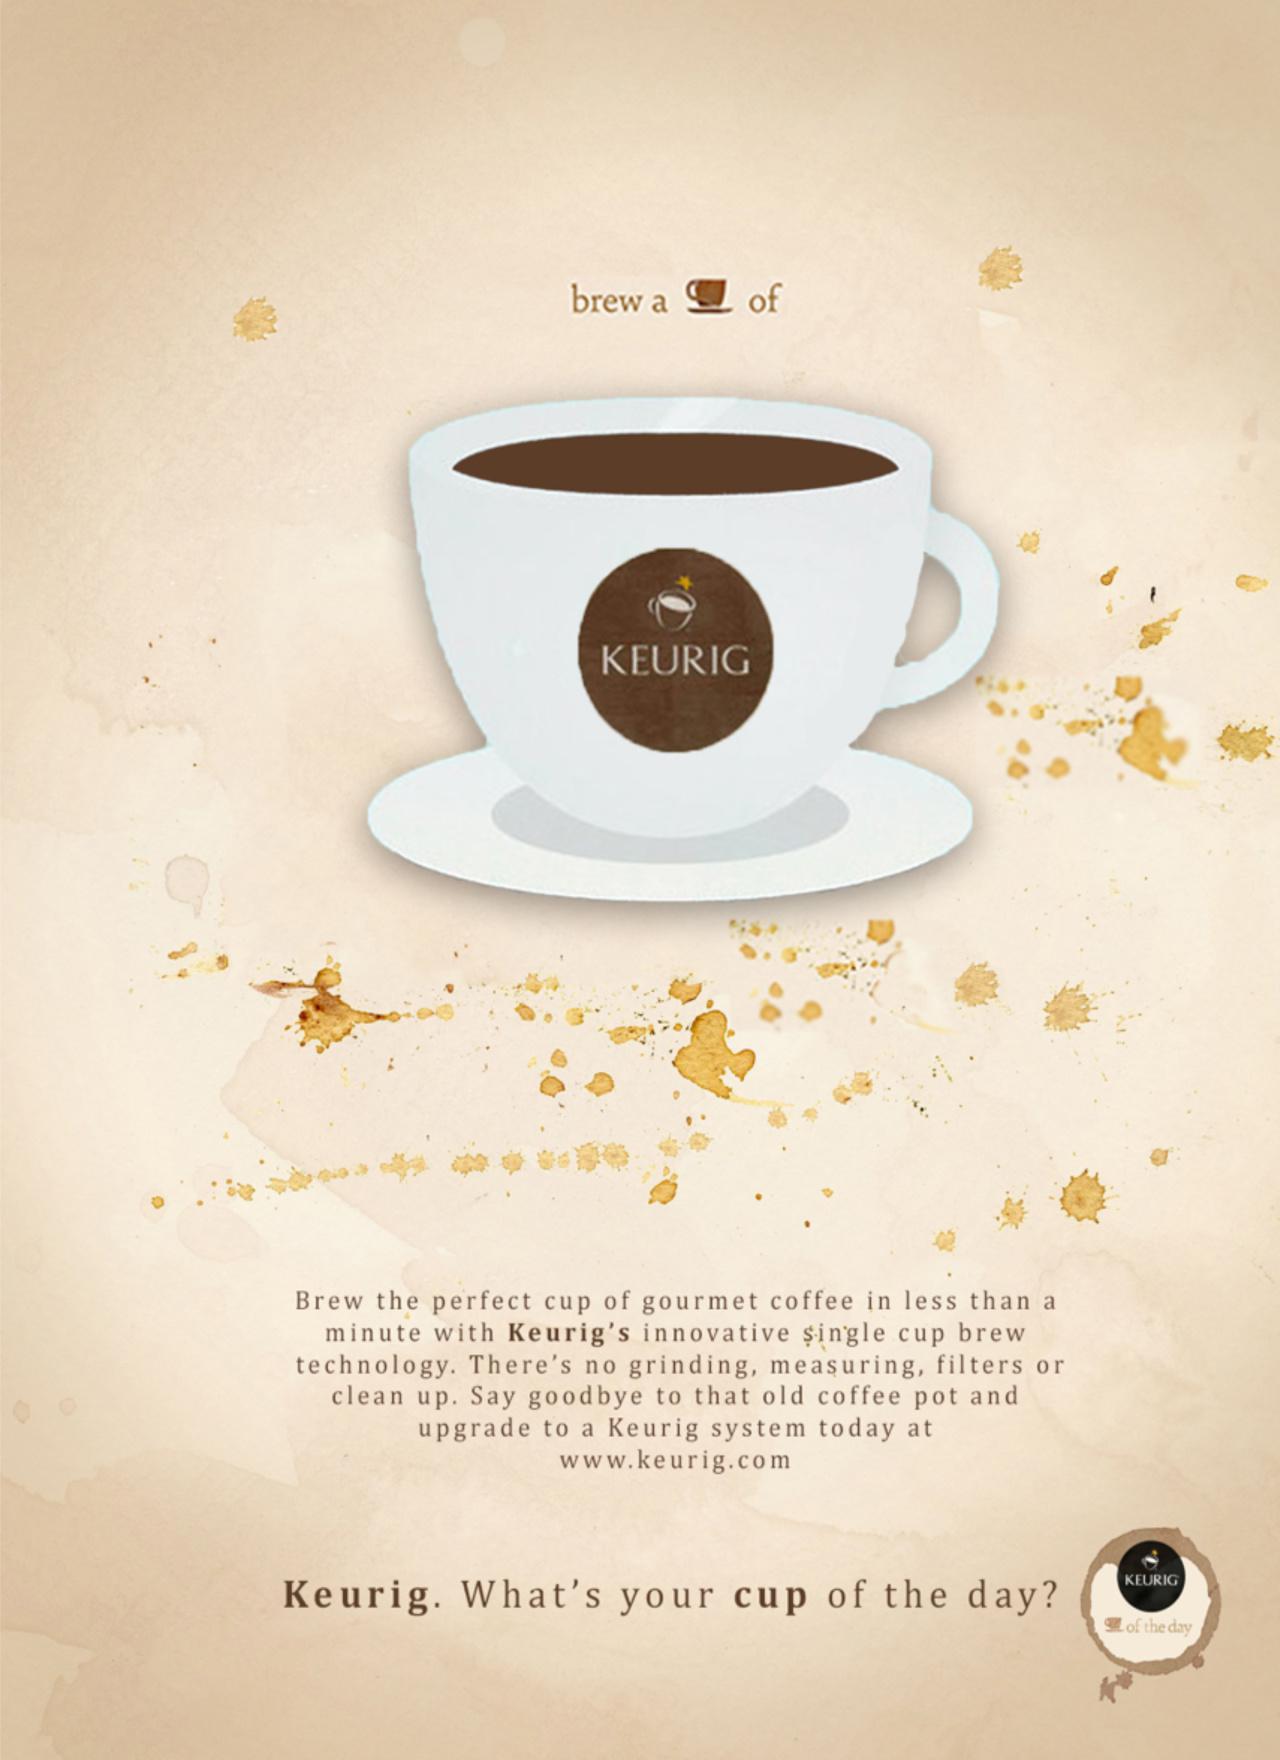 brew a of
KEURIG
Brew the perfect cup of gourmet coffee in less than a
minute with Keurig's innovative single cup brew
technology. There's no grinding, measuring, filters or
clean up. Say goodbye to that old coffee pot and
upgrade to a Keurig system today at
www.keurig.com
Keurig. What's your cup of the day?
KEURIG
of the day